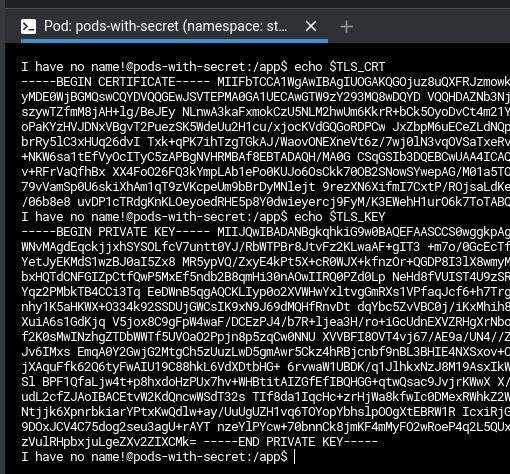 Pod: pods-with-secret (namespace: st...
I have no name!@pods-with-secret:/app$ echo $TLS_CRT
-----BEGIN CERTIFICATE----- MIIFbTCCA1WgAwIBAgIUOGAKQGOjuz8uQXFRJzmowk
yMDE0WjBGMQswCQYDVQQGEwJSVTEPMA0GA1UECAwGTW9zY293MQ8wDQYD VQQHDAZNb3Nj
szywTZfmM8jAH+lg/BeJEy NLnwA3kaFxmokCzU5NLM2hwUm6KkrR+bCk5OyoDvCt4m21Y
oPaKYzHVJDNxVBgvT2PuezSK5WdeUu2H1cu/xjocKVdGQGoRDPCw JxZbpM6uECeZLdNQp
brRy5lC3xHUq26dvI Txk+qPK7ihTzgTGkAJ/WaovONEXneVt6z/7wj0lN3vqOVSaTxeRv
+NKW6sa1tEfVyOcITyC5zAPBgNVHRMBAf8EBTADAQH/MA0G CSqGSIb3DQEBCwUAA4ICAQ
v+RFrVaQfhBx XX4FoO26FQ3kYmpLAb1ePo0KUJo6OsCkk70OB2SNowSYwepAG/M01a5TC
79vVamSp0U6skiXhAm1qT9zVKcpeUm9bBrDyMNlejt 9rezXN6XifmI7CxtP/ROjsaLdKe
/06b8e8 uvDP1cTRdgKnKLOeyoedRHE5p8Y0dwieyercj9FyM/K3EWehH1urO6k7ToTABQ
I have no name!@pods-with-secret:/app$ echo $TLS_KEY
-----BEGIN PRIVATE KEY----- MIIJQwIBADANBgkqhkiG9w0BAQEFAASCCS0wggkpAg
WNvMAgdEqckjjxhSYSOLfcV7untt0YJ/RbWTPBr8JtvFz2KLwaAF+gIT3 +m7o/0GcEcTf
YetJyEKMdS1wzBJ0aI5Zx8 MR5ypVQ/ZxyE4kPt5X+cR0WJX+kfnzOr+QGDP8I3lX8wmyM
bxHQTdCNFGIZpCtfQwP5MxEf5ndb2B8qmHi30nAOwIIRQ0PZd0Lp NeHd8fVUIST4U9zSR
Yqz2PMbkTB4CCi3Tq EeDWnB5qgAQCKLIyp0o2XVWHwYxltvgGmRXs1VPfaqJcf6+h7Trg
nhy1K5aHKWX+O334k92SSDUjGWCsIK9xN9J69dMQHfRnvDt dqYbc5ZvVBC0j/iKxMhih8
XuiA6s1GdKjq V5jox8C9gFpW4waF/DCEzPJ4/b7R+ljea3H/ro+iGcUdnEXVZRHgXrNbo
f2K0sMwINzhgZTDbWWTf5UVOaO2Ppjn8p5zqCw0NNU XVVBFI8OVT4vj67/AE9a/UN4//Z
Jv6IMxs EmqA0Y2GwjG2MtgCh5zUuzLwD5gmAwr5Ckz4hRBjcnbf9nBL3BHIE4NXSxov+C
jXAquFfk62Q6tyFwAIU19C88hkL6VdXDtbHG+ 6rvwaW1UBDK/q1JlhkxNzJ8M19AsxIkW
Sl BPF1QfaLjw4t+p8hxdoHzPUx7hv+WHBtitAIZGfEfIBQHGG+qtwQsac9JvjrKWwX X/
udL2cfZJAoIBACEtvW2KdQncwWSdT32s TIf8da1IqcHc+zrHjWa8kfwIc0DMexRWhkZ2W
Ntjjk6XpnrbkiarYPtxKwQdlw+ay/UuUgUZH1vq6TOYopYbhslpOOgXtEBRW1R IcxiRjG
9DOxJCV4C75dog2seu3agU+rAYT nzeYlPYcw+70bnnCk8jmKF4mMyFO2wRoeP4q2L5QUx
zVulRHpbxjuLgeZXv2ZIXCMk= -----END PRIVATE KEY-----
I have no name!@pods-with-secret:/app$